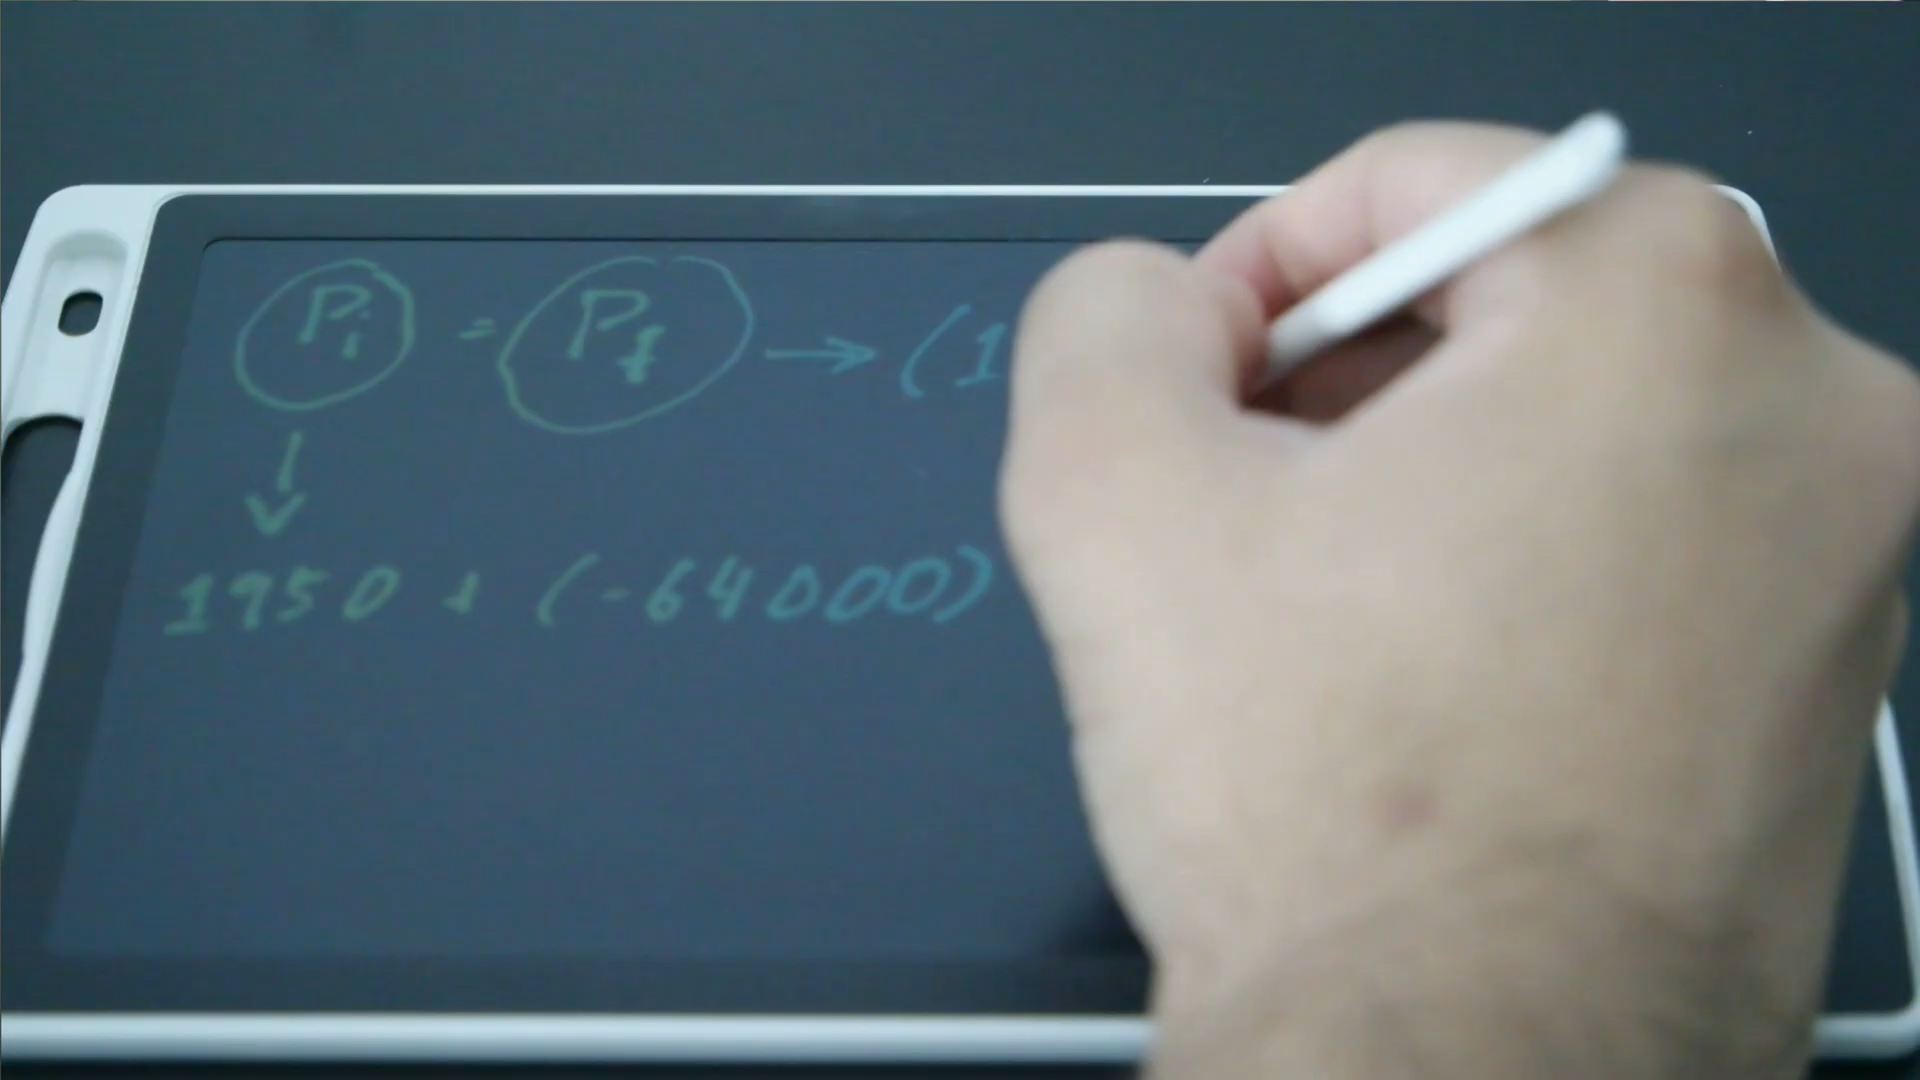 Pi = Pf → (1
↓
1950 + (-64000)